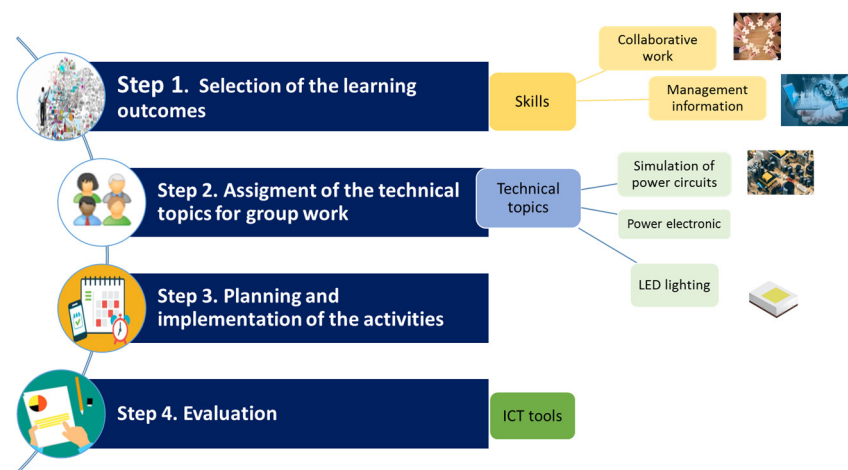 Step 1. Selection of the learning
outcomes
Skills
Collaborative
work
Management
information
Step 2. Assigment of the technical
topics for group work
Technical
topics
Simulation of
power circuits
Power electronic
LED lighting
Step 3. Planning and
implementation of the activities
Step 4. Evaluation
ICT tools